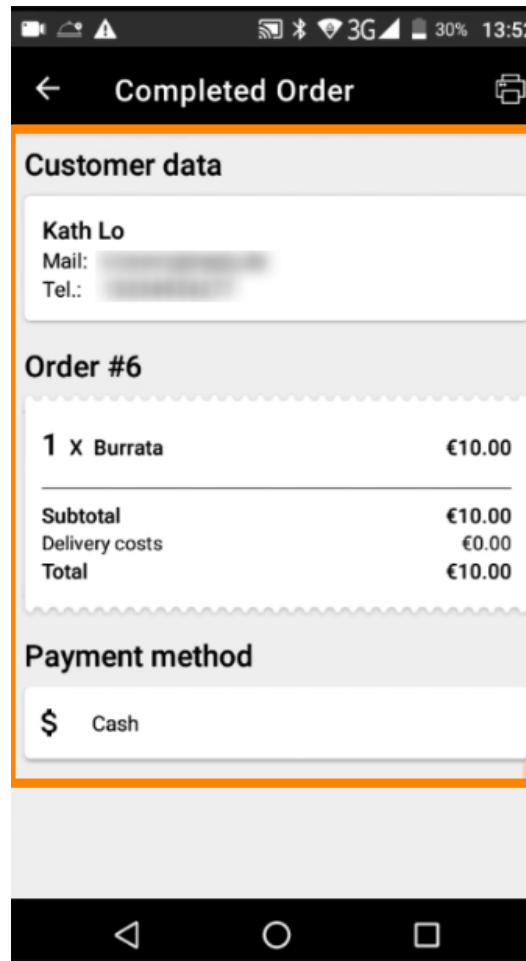 3G 30% 13:52
Completed Order
Customer data
Kath Lo
Mail:
Tel.:
Order #6
1 X Burrata €10.00
Subtotal €10.00
Delivery costs €0.00
Total €10.00
Payment method
$ Cash